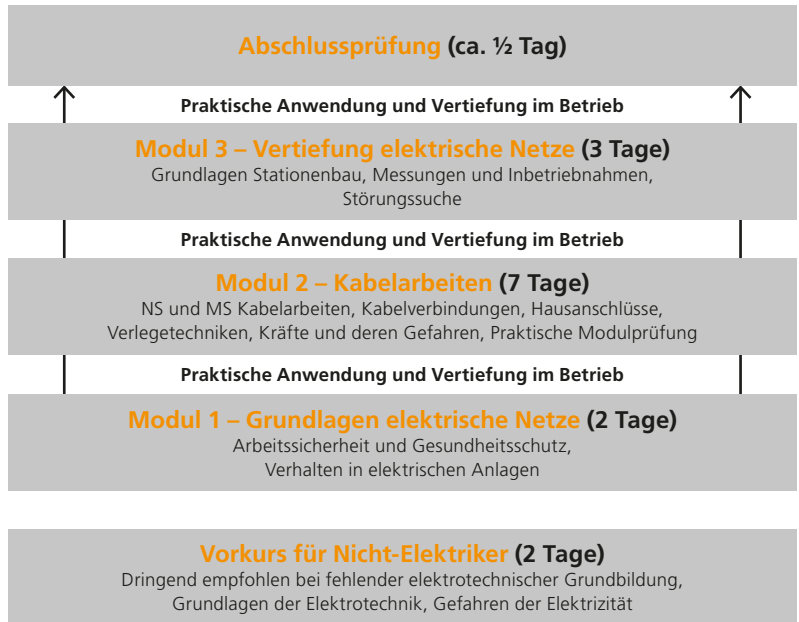 Abschlussprüfung (ca. ½ Tag)
Praktische Anwendung und Vertiefung im Betrieb
Modul 3 – Vertiefung elektrische Netze (3 Tage)
Grundlagen Stationenbau, Messungen und Inbetriebnahmen,
Störungssuche
Praktische Anwendung und Vertiefung im Betrieb
Modul 2 – Kabelarbeiten (7 Tage)
NS und MS Kabelarbeiten, Kabelverbindungen, Hausanschlüsse,
Verlegetechniken, Kräfte und deren Gefahren, Praktische Modulprüfung
Praktische Anwendung und Vertiefung im Betrieb
Modul 1 – Grundlagen elektrische Netze (2 Tage)
Arbeitssicherheit und Gesundheitsschutz,
Verhalten in elektrischen Anlagen
Vorkurs für Nicht-Elektriker (2 Tage)
Dringend empfohlen bei fehlender elektrotechnischer Grundbildung,
Grundlagen der Elektrotechnik, Gefahren der Elektrizität